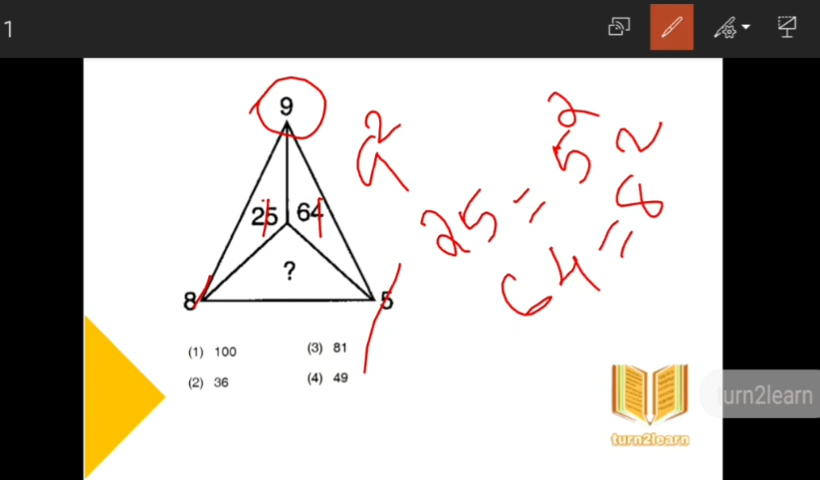 1
9
9²
25 = 5²
25 64
64 = 8²
?
8 5
(1) 100 (3) 81
(2) 36 (4) 49
turn2learn
turn2learn